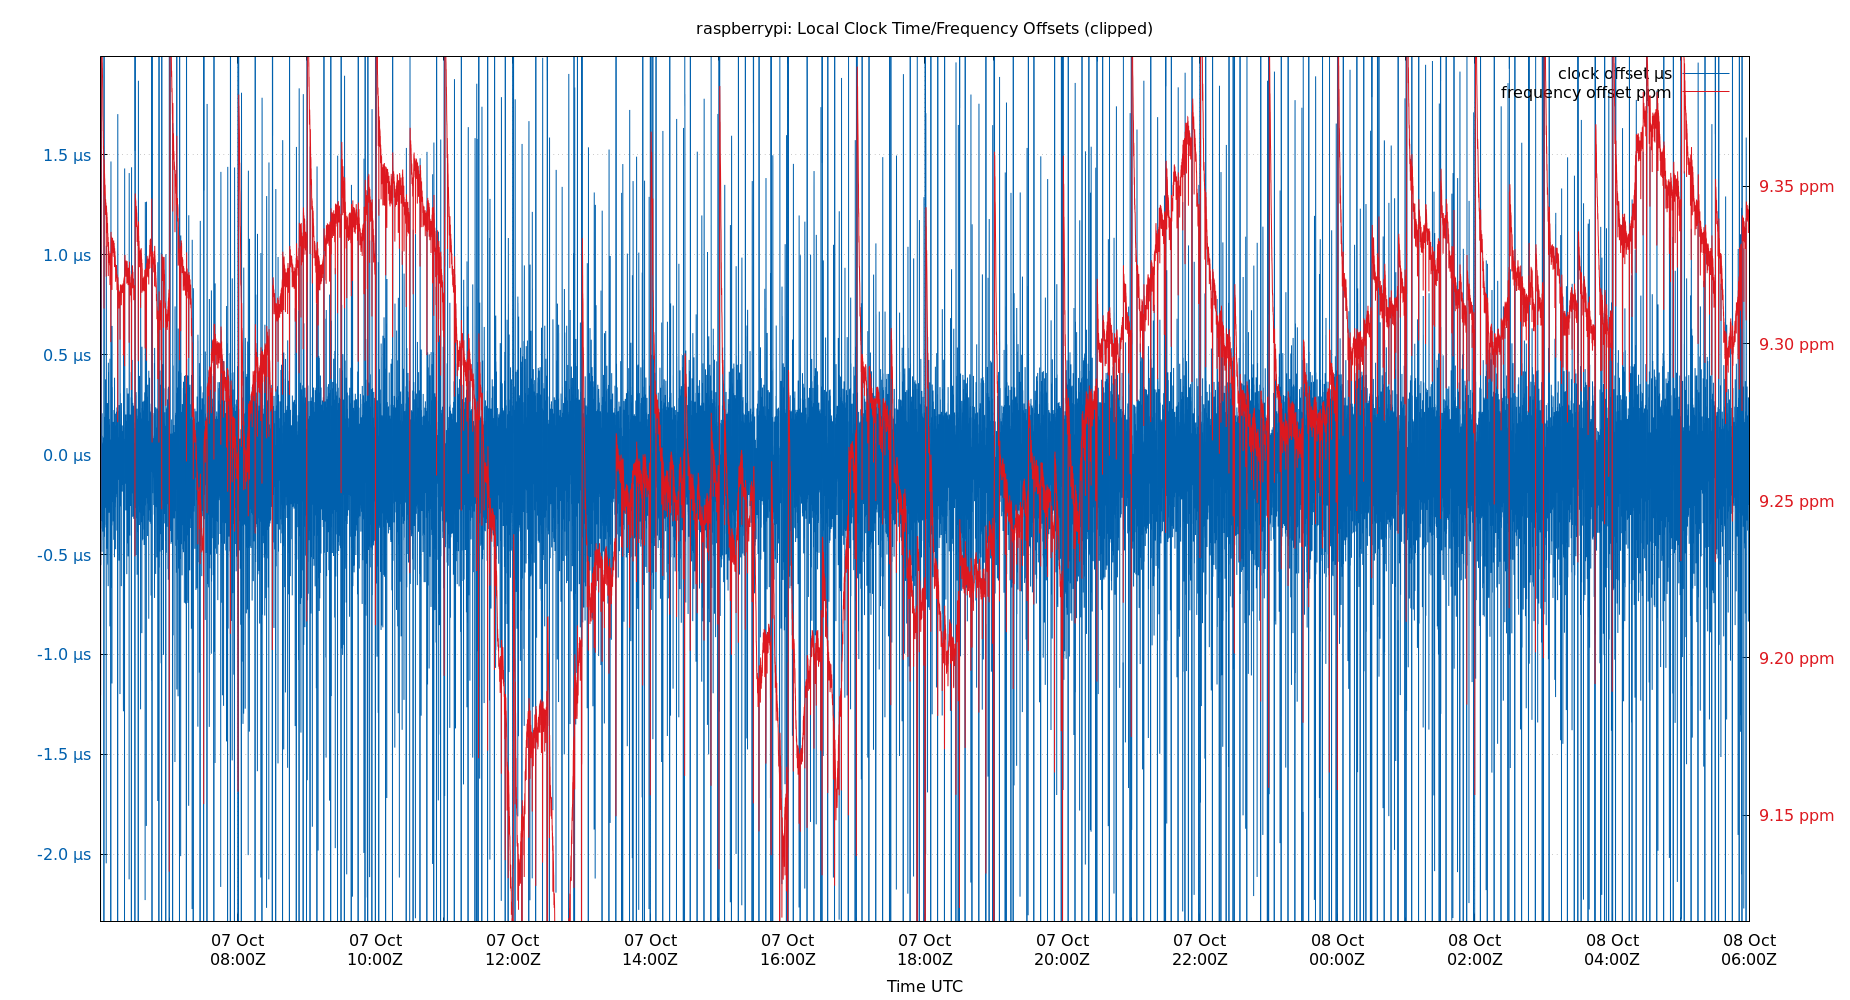 raspberrypi: Local Clock Time/Frequency Offsets (clipped)
clock offset µs
frequency offset ppm
1.5 µs
1.0 µs
0.5 µs
0.0 µs
-0.5 µs
-1.0 µs
-1.5 µs
-2.0 µs
9.35 ppm
9.30 ppm
9.25 ppm
9.20 ppm
9.15 ppm
07 Oct 07 Oct 07 Oct 07 Oct 07 Oct 07 Oct 07 Oct 07 Oct 08 Oct 08 Oct 08 Oct 08 Oct
08:00Z 10:00Z 12:00Z 14:00Z 16:00Z 18:00Z 20:00Z 22:00Z 00:00Z 02:00Z 04:00Z 06:00Z
Time UTC